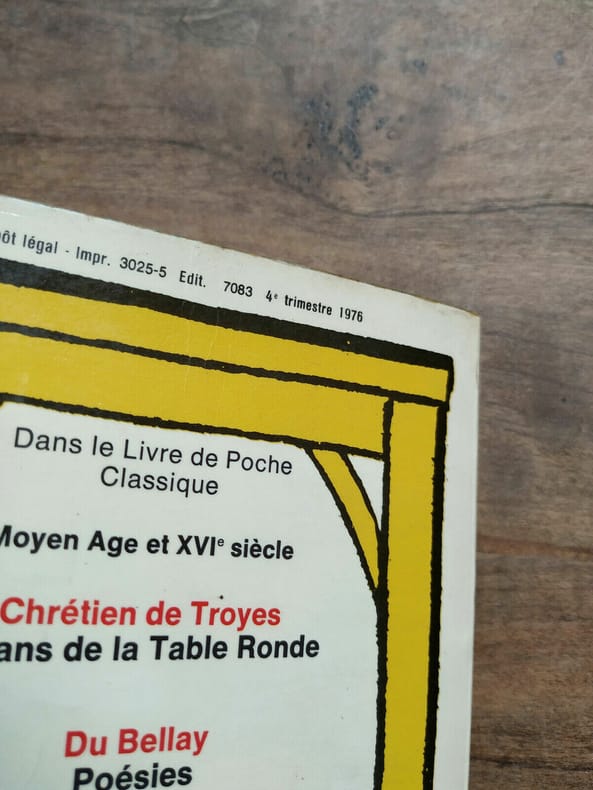 légal - Impr. 3025-5 Edit. 7083 4e trimestre 1976
Dans le Livre de Poche
Classique
Moyen Age et XVIe siècle
Chrétien de Troyes
ans de la Table Ronde
Du Bellay
Poésies